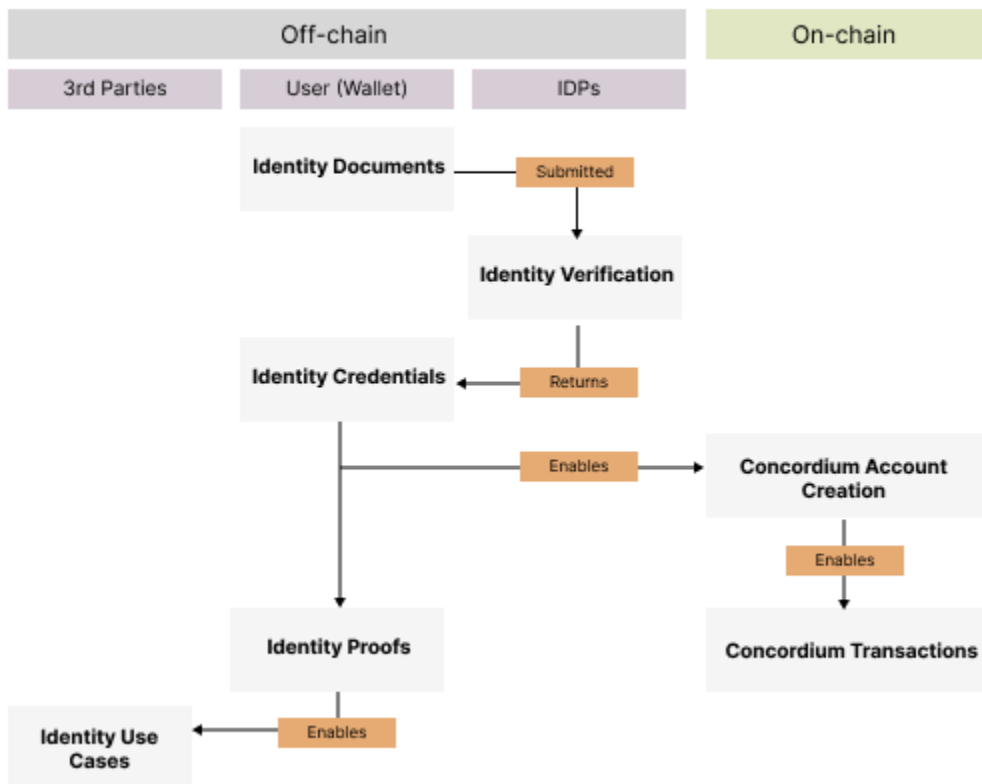 Off-chain
On-chain
3rd Parties
User (Wallet)
IDPs
Identity Documents
Submitted
Identity Verification
Identity Credentials
Returns
Enables
Concordium Account
Creation
Enables
Identity Proofs
Concordium Transactions
Enables
Identity Use
Cases